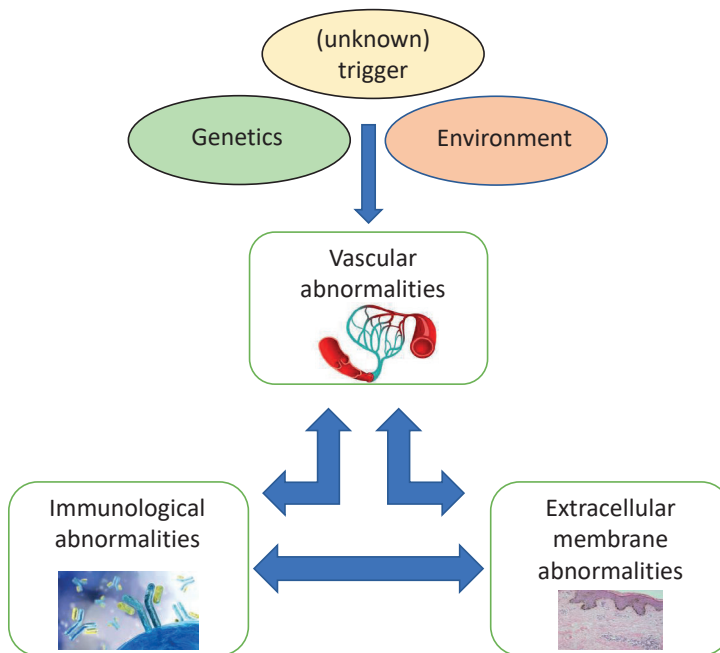 (unknown)
trigger
Genetics
Environment
Vascular
abnormalities
Immunological
abnormalities
Extracellular
membrane
abnormalities